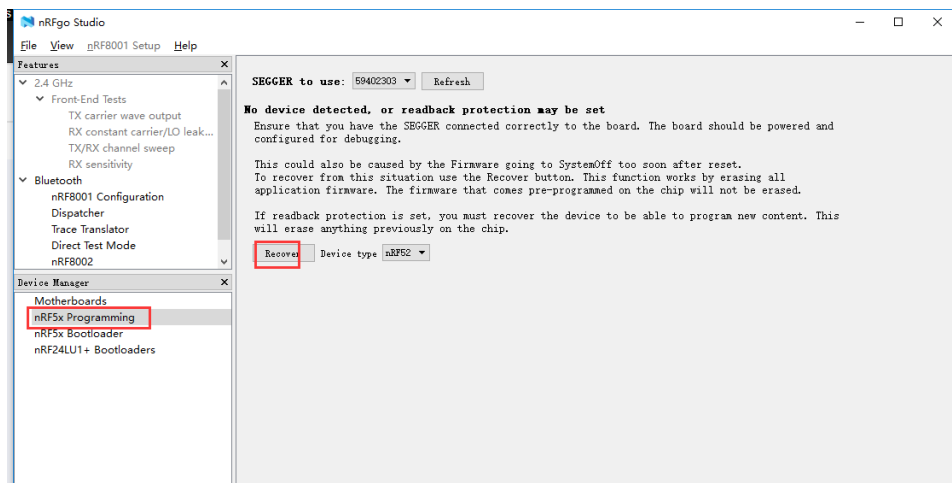 nRFgo Studio
File View nRF8001 Setup Help
Features
2.4 GHz
Front-End Tests
TX carrier wave output
RX constant carrier/LO leak...
TX/RX channel sweep
RX sensitivity
Bluetooth
nRF8001 Configuration
Dispatcher
Trace Translator
Direct Test Mode
nRF8002
Device Manager
Motherboards
nRF5x Programming
nRF5x Bootloader
nRF24LU1+ Bootloaders
SEGGER to use: 59402303 Refresh
No device detected, or readback protection may be set
Ensure that you have the SEGGER connected correctly to the board. The board should be powered and
configured for debugging.
This could also be caused by the Firmware going to SystemOff too soon after reset.
To recover from this situation use the Recover button. This function works by erasing all
application firmware. The firmware that comes pre-programmed on the chip will not be erased.
If readback protection is set, you must recover the device to be able to program new content. This
will erase anything previously on the chip.
Recover Device type nRF52